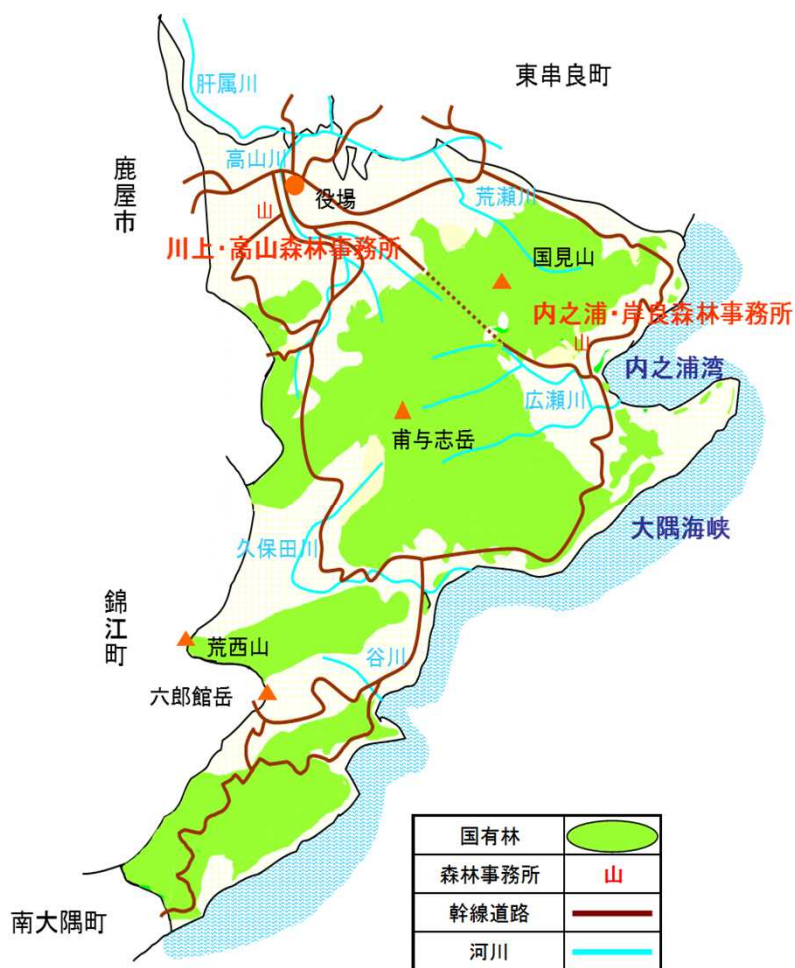 東串良町
肝属川
鹿屋市
高山川
役場
荒瀬川
山
川上・高山森林事務所
国見山
内之浦・岸良森林事務所
山
内之浦湾
広瀬川
甫与志岳
大隅海峡
久保田川
錦江町
荒西山
谷川
六郎館岳
南大隅町
国有林
森林事務所 山
幹線道路
河川